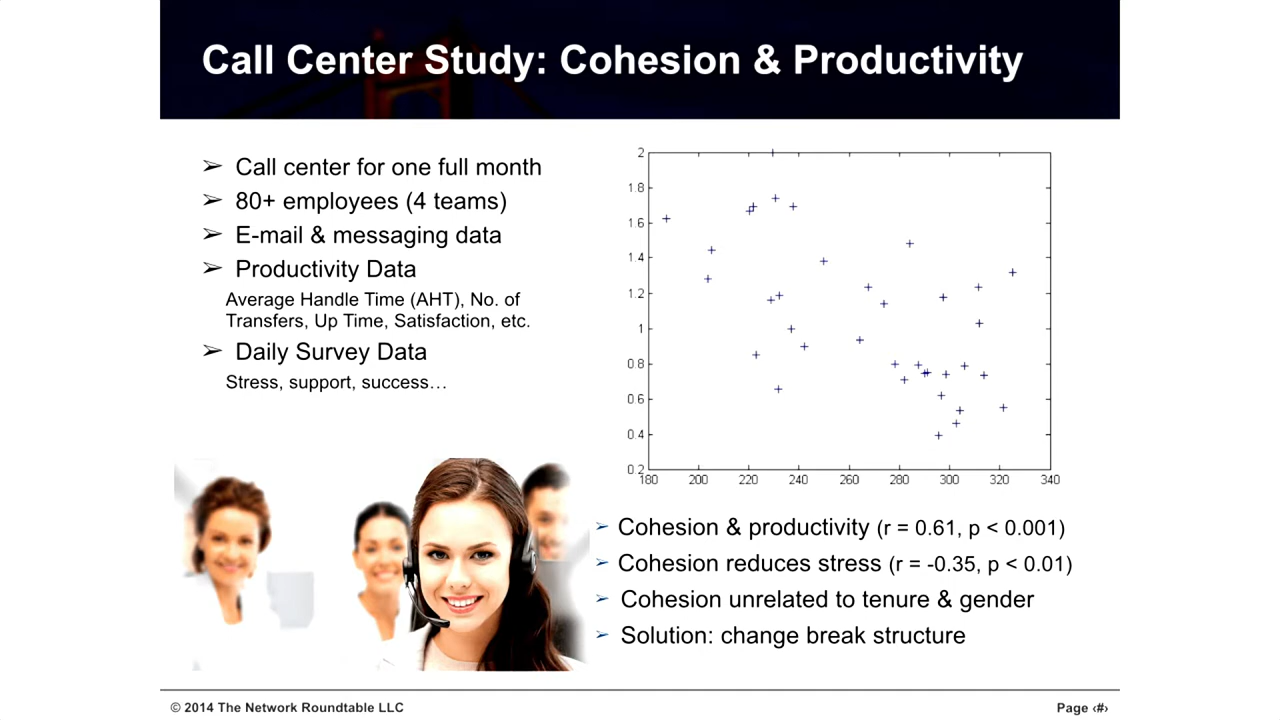 Call Center Study: Cohesion & Productivity
➢ Call center for one full month
➢ 80+ employees (4 teams)
➢ E-mail & messaging data
➢ Productivity Data
Average Handle Time (AHT), No. of
Transfers, Up Time, Satisfaction, etc.
➢ Daily Survey Data
Stress, support, success…
2
1.8
1.6
1.4
1.2
1
0.8
0.6
0.4
0.2
180 200 220 240 260 280 300 320 340
➢ Cohesion & productivity (r = 0.61, p < 0.001)
➢ Cohesion reduces stress (r = -0.35, p < 0.01)
➢ Cohesion unrelated to tenure & gender
➢ Solution: change break structure
© 2014 The Network Roundtable LLC
Page ‹#›